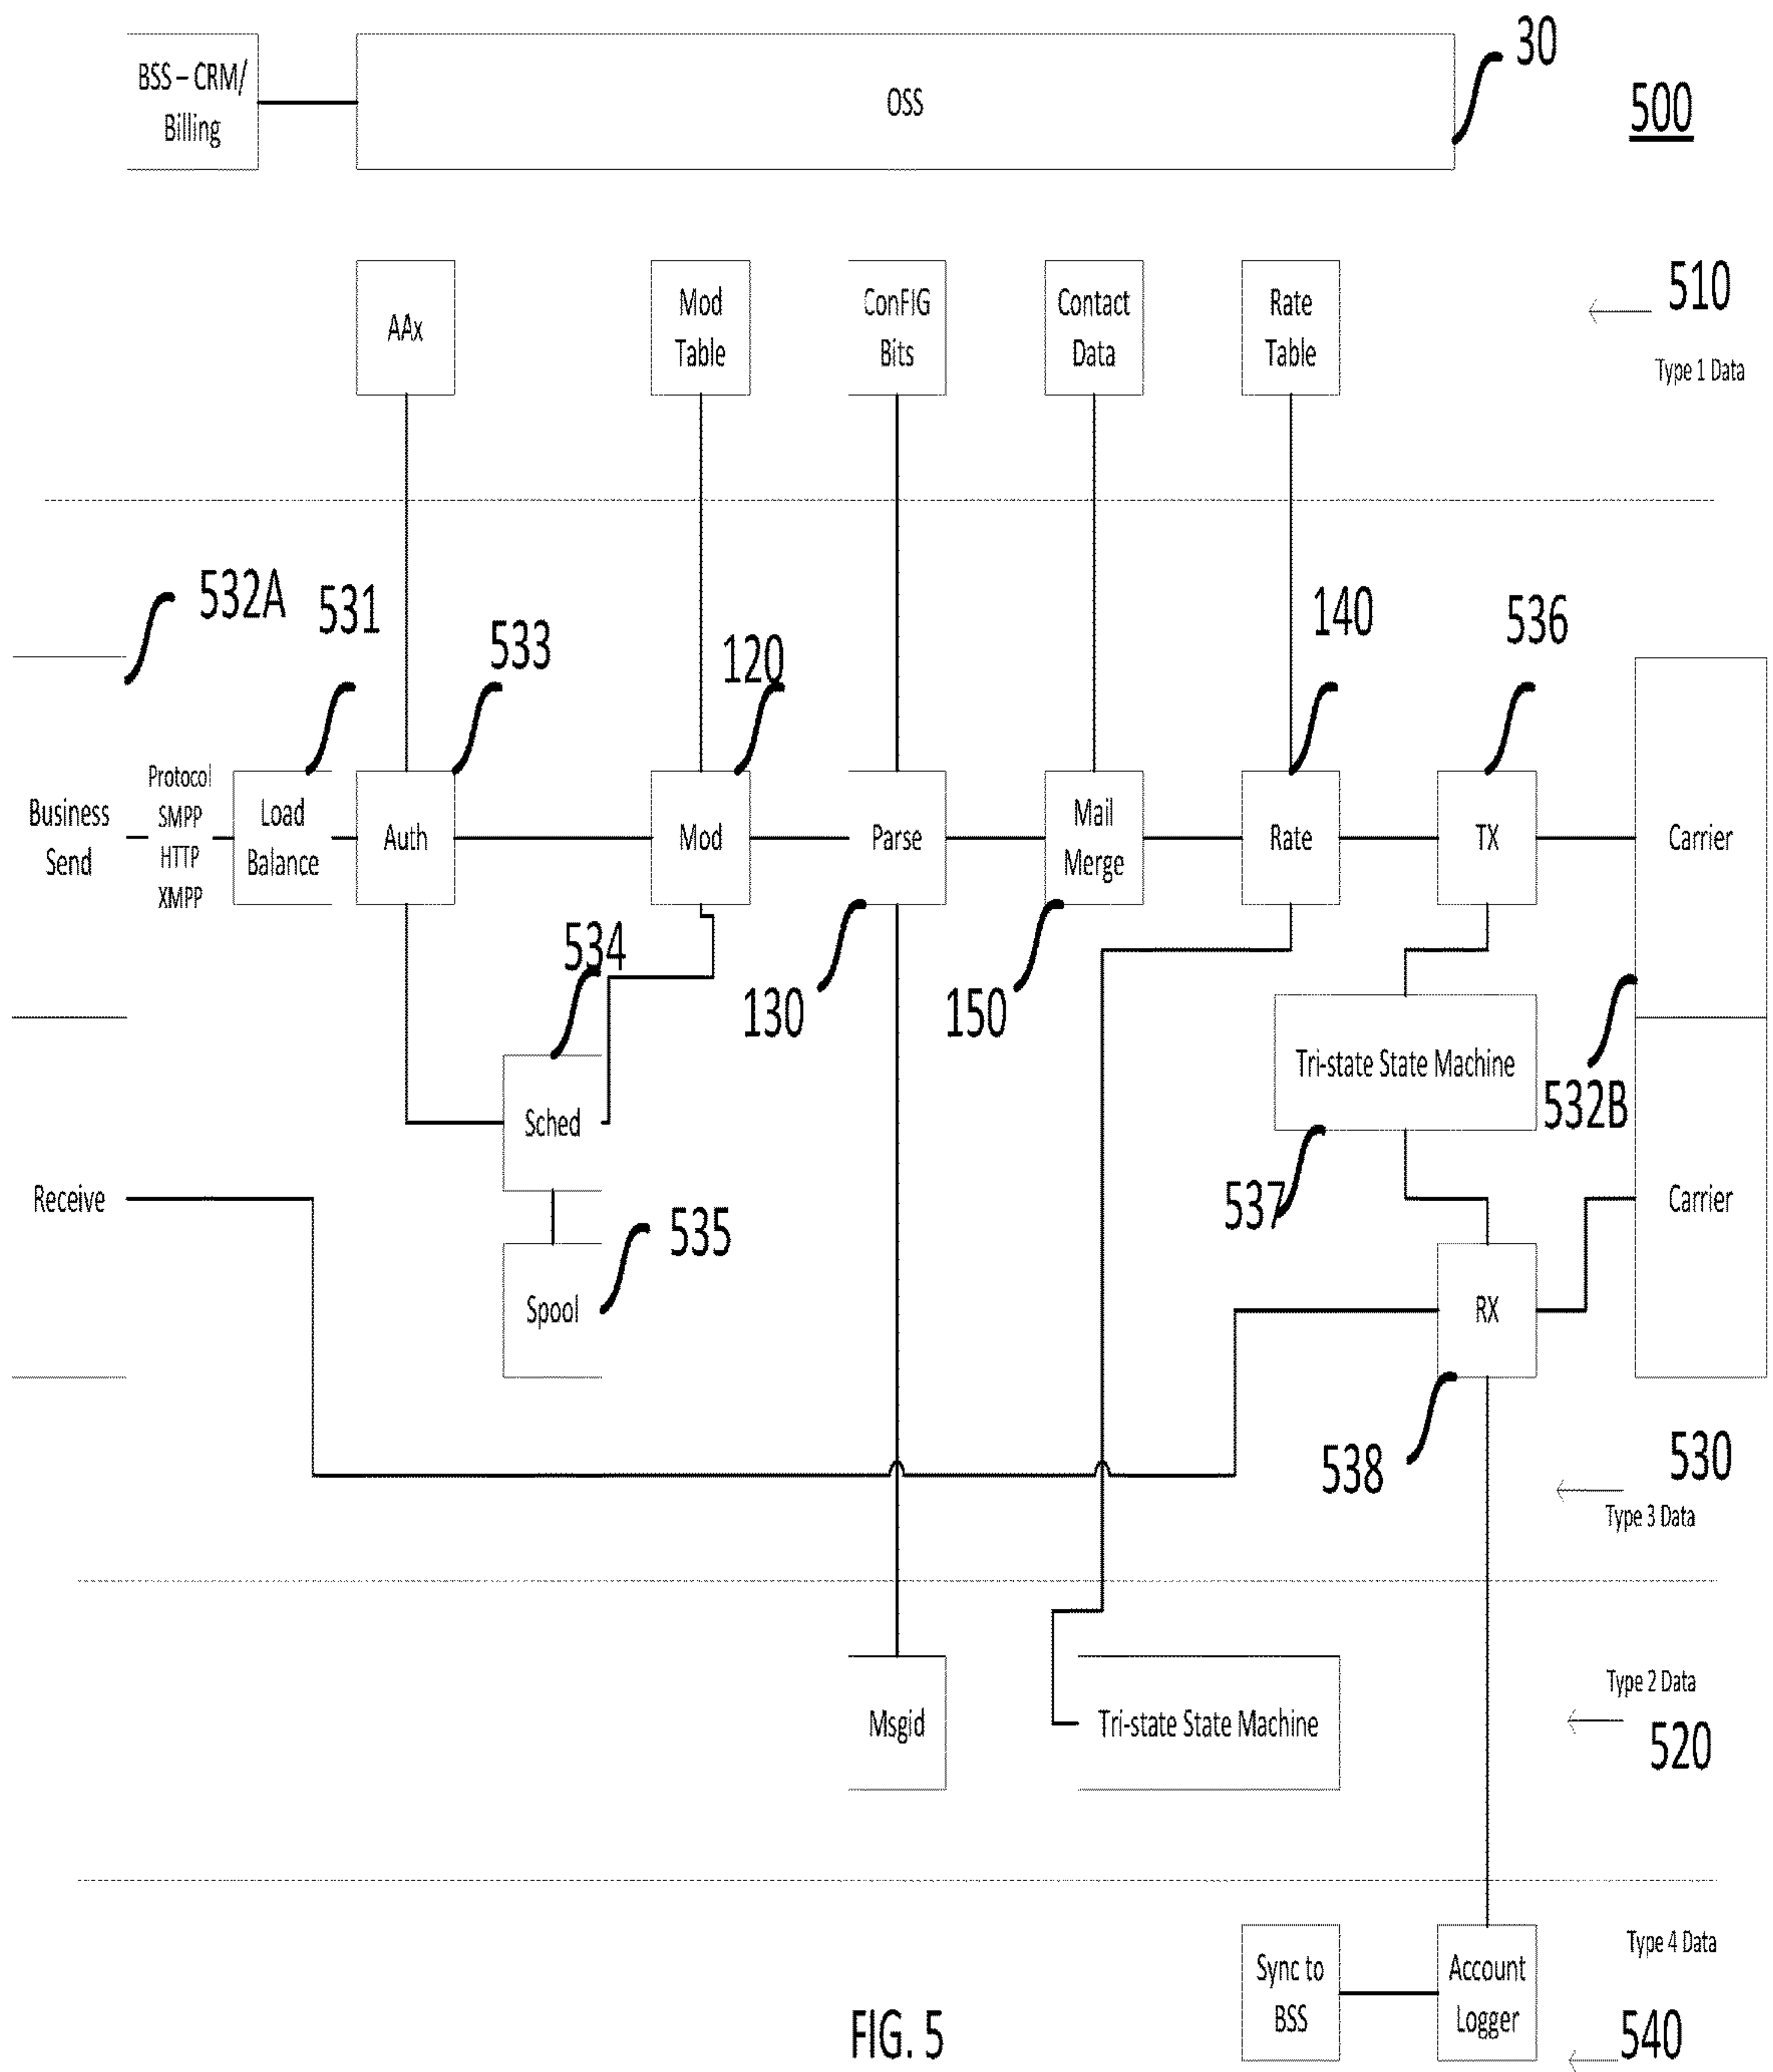 30
BSS – CRM/
Billing
OSS
500
AAx
Mod
Table
ConFIG
Bits
Contact
Data
Rate
Table
510
Type 1 Data
532A
531
533
120
140
536
Business
Send
Protocol
SMPP
HTTP
XMPP
Load
Balance
Auth
Mod
Parse
Mail
Merge
Rate
TX
Carrier
534
130
150
Tri-state State Machine
532B
Sched
537
Receive
Carrier
535
Spool
RX
538
530
Type 3 Data
Type 2 Data
Msgid
Tri-state State Machine
520
Type 4 Data
Sync to
BSS
Account
Logger
540
FIG. 5